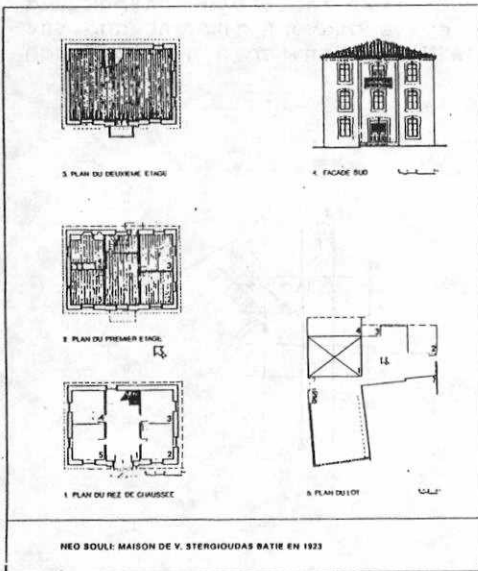 3. PLAN DU DEUXIEME ETAGE
4. FACADE SUD
2. PLAN DU PREMIER ETAGE
1. PLAN DU REZ DE CHAUSSEE
5. PLAN DU LOT
NEO SOULI: MAISON DE V. STERGIOUDAS BATIE EN 1923